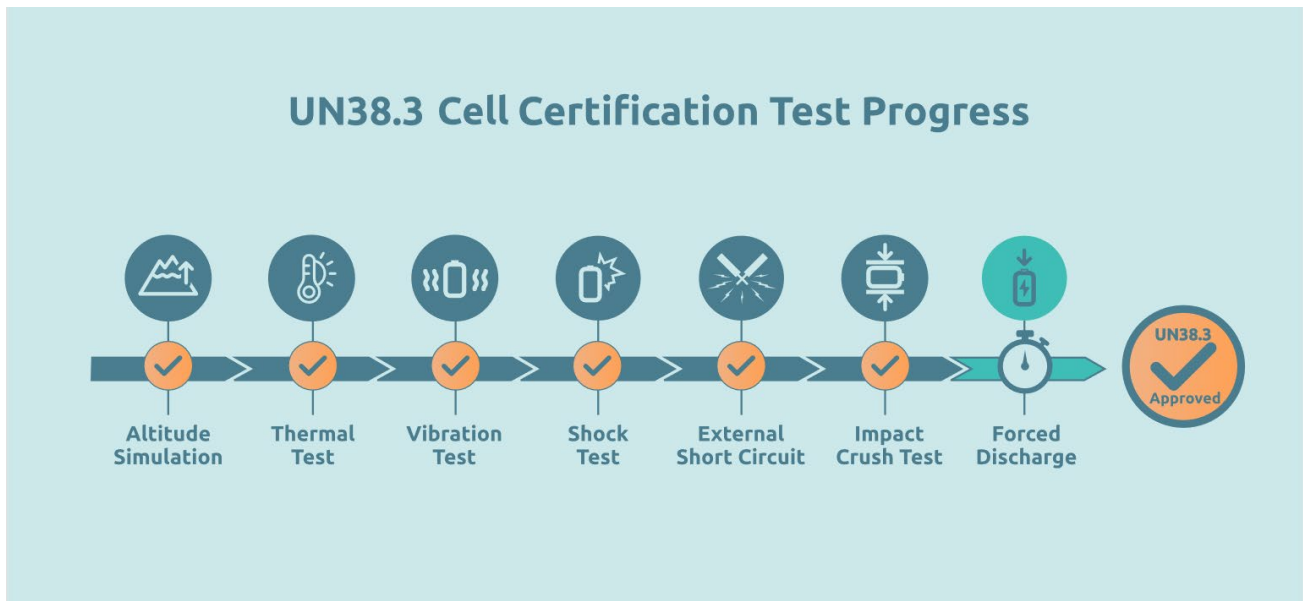 UN38.3 Cell Certification Test Progress
Altitude
Simulation
Thermal
Test
Vibration
Test
Shock
Test
External
Short Circuit
Impact
Crush Test
Forced
Discharge
UN38.3
Approved